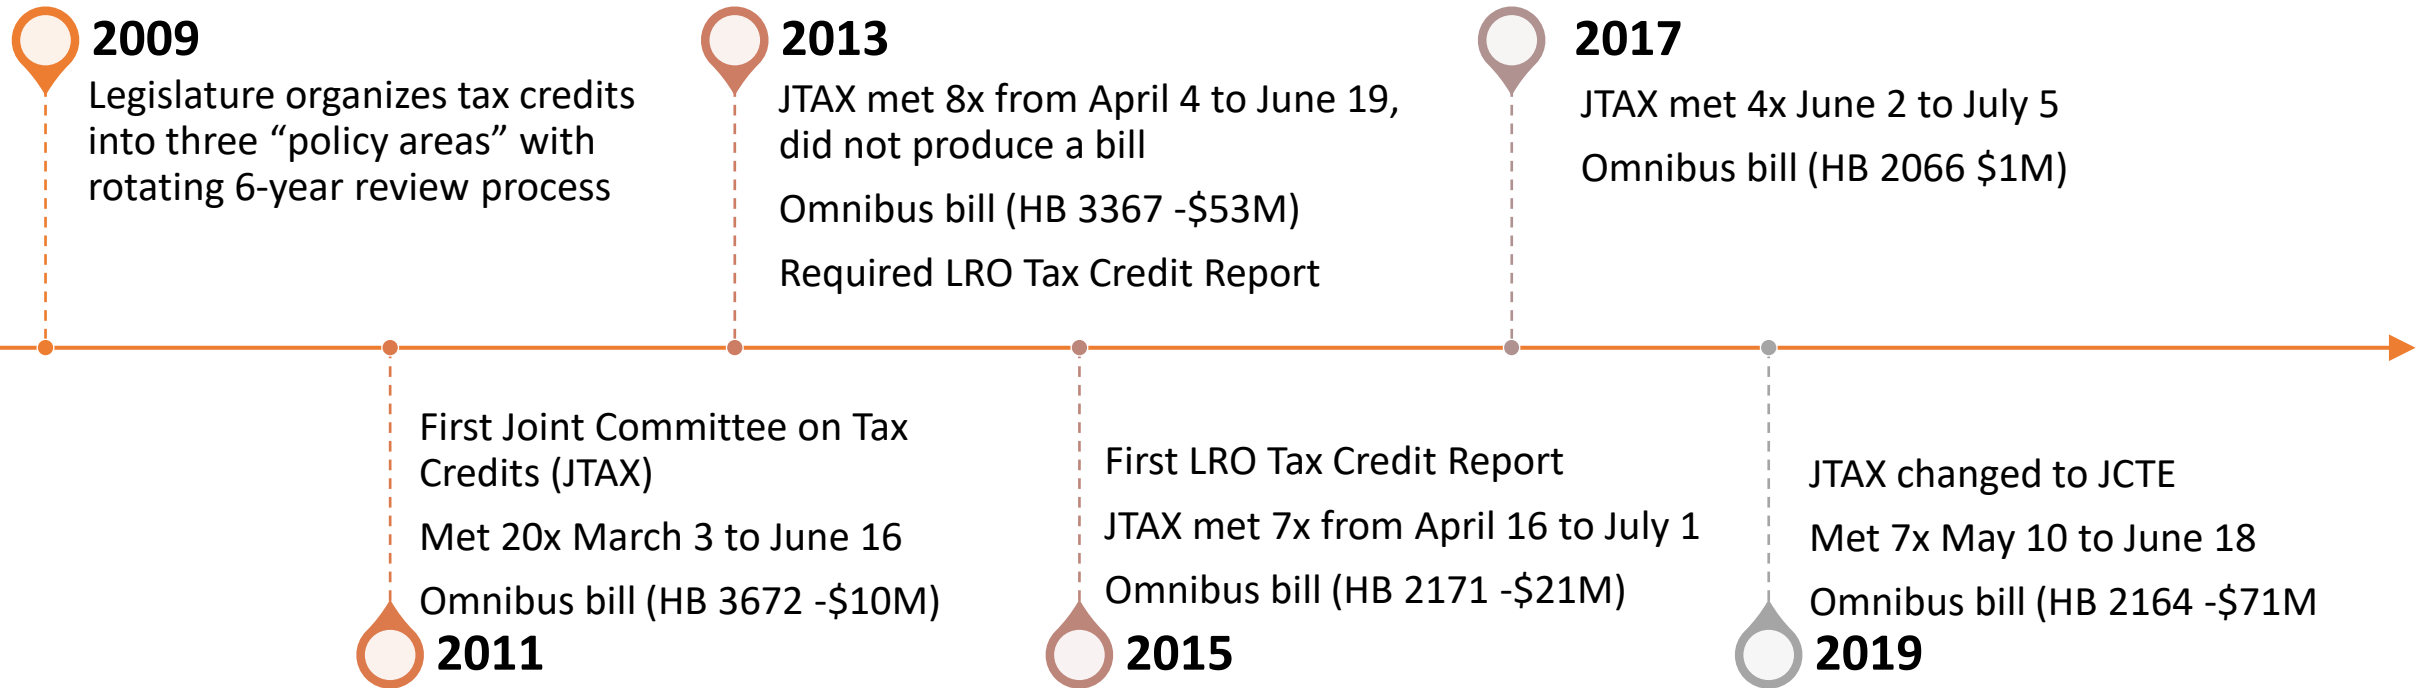 2009
Legislature organizes tax credits
into three “policy areas” with
rotating 6-year review process
2011
First Joint Committee on Tax
Credits (JTAX)
Met 20x March 3 to June 16
Omnibus bill (HB 3672 -$10M)
2013
JTAX met 8x from April 4 to June 19,
did not produce a bill
Omnibus bill (HB 3367 -$53M)
Required LRO Tax Credit Report
2015
First LRO Tax Credit Report
JTAX met 7x from April 16 to July 1
Omnibus bill (HB 2171 -$21M)
2017
JTAX met 4x June 2 to July 5
Omnibus bill (HB 2066 $1M)
2019
JTAX changed to JCTE
Met 7x May 10 to June 18
Omnibus bill (HB 2164 -$71M